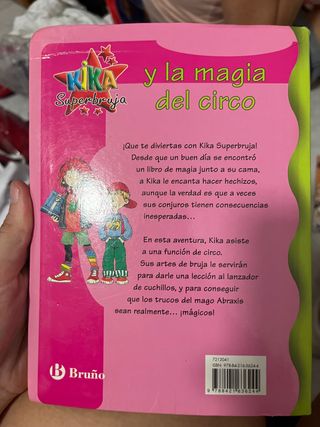 KiKA
Superbruja
y la magia
del circo
¡Que te diviertas con Kika Superbruja!
Desde que un buen día se encontró
un libro de magia junto a su cama,
a Kika le encanta hacer hechizos,
aunque la verdad es que a veces
sus conjuros tienen consecuencias
inesperadas...
En esta aventura, Kika asiste
a una función de circo.
Sus artes de bruja le servirán
para darle una lección al lanzador
de cuchillos, y para conseguir
que los trucos del mago Abraxis
sean realmente... ¡mágicos!
B Bruño
7212041